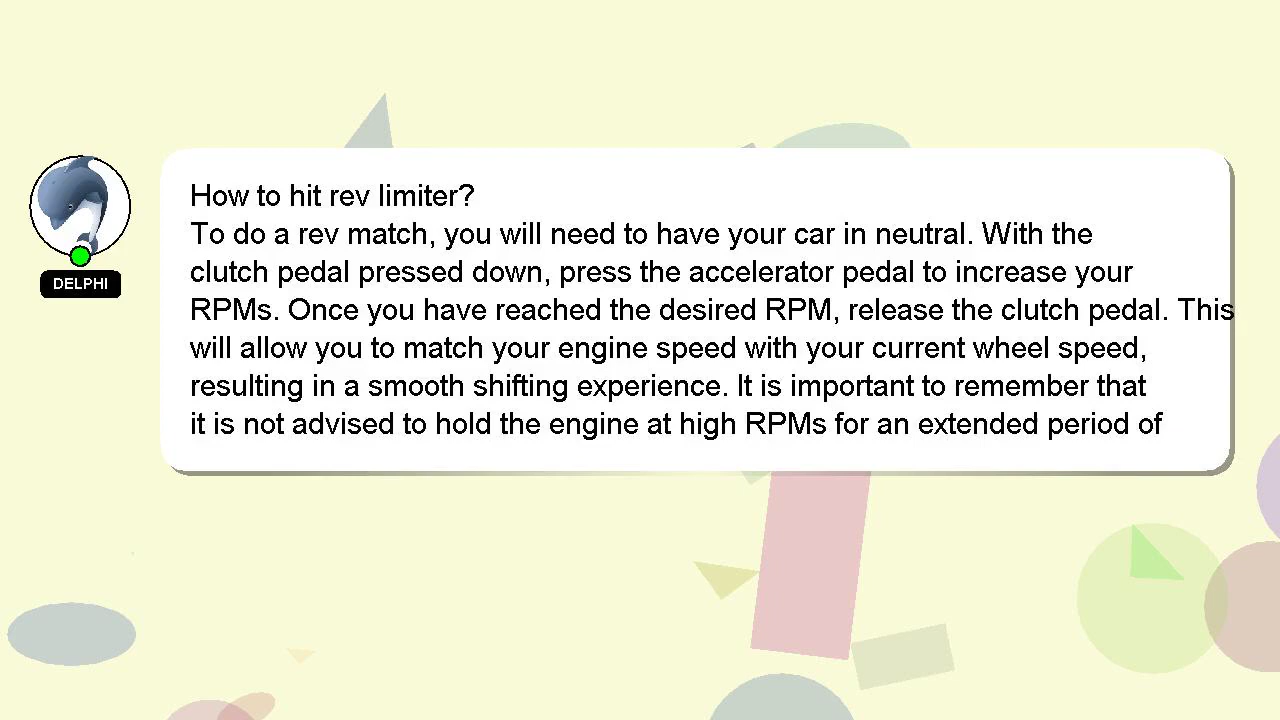 How to hit rev limiter?
To do a rev match, you will need to have your car in neutral. With the
clutch pedal pressed down, press the accelerator pedal to increase your
RPMs. Once you have reached the desired RPM, release the clutch pedal. This
will allow you to match your engine speed with your current wheel speed,
resulting in a smooth shifting experience. It is important to remember that
it is not advised to hold the engine at high RPMs for an extended period of
DELPHI